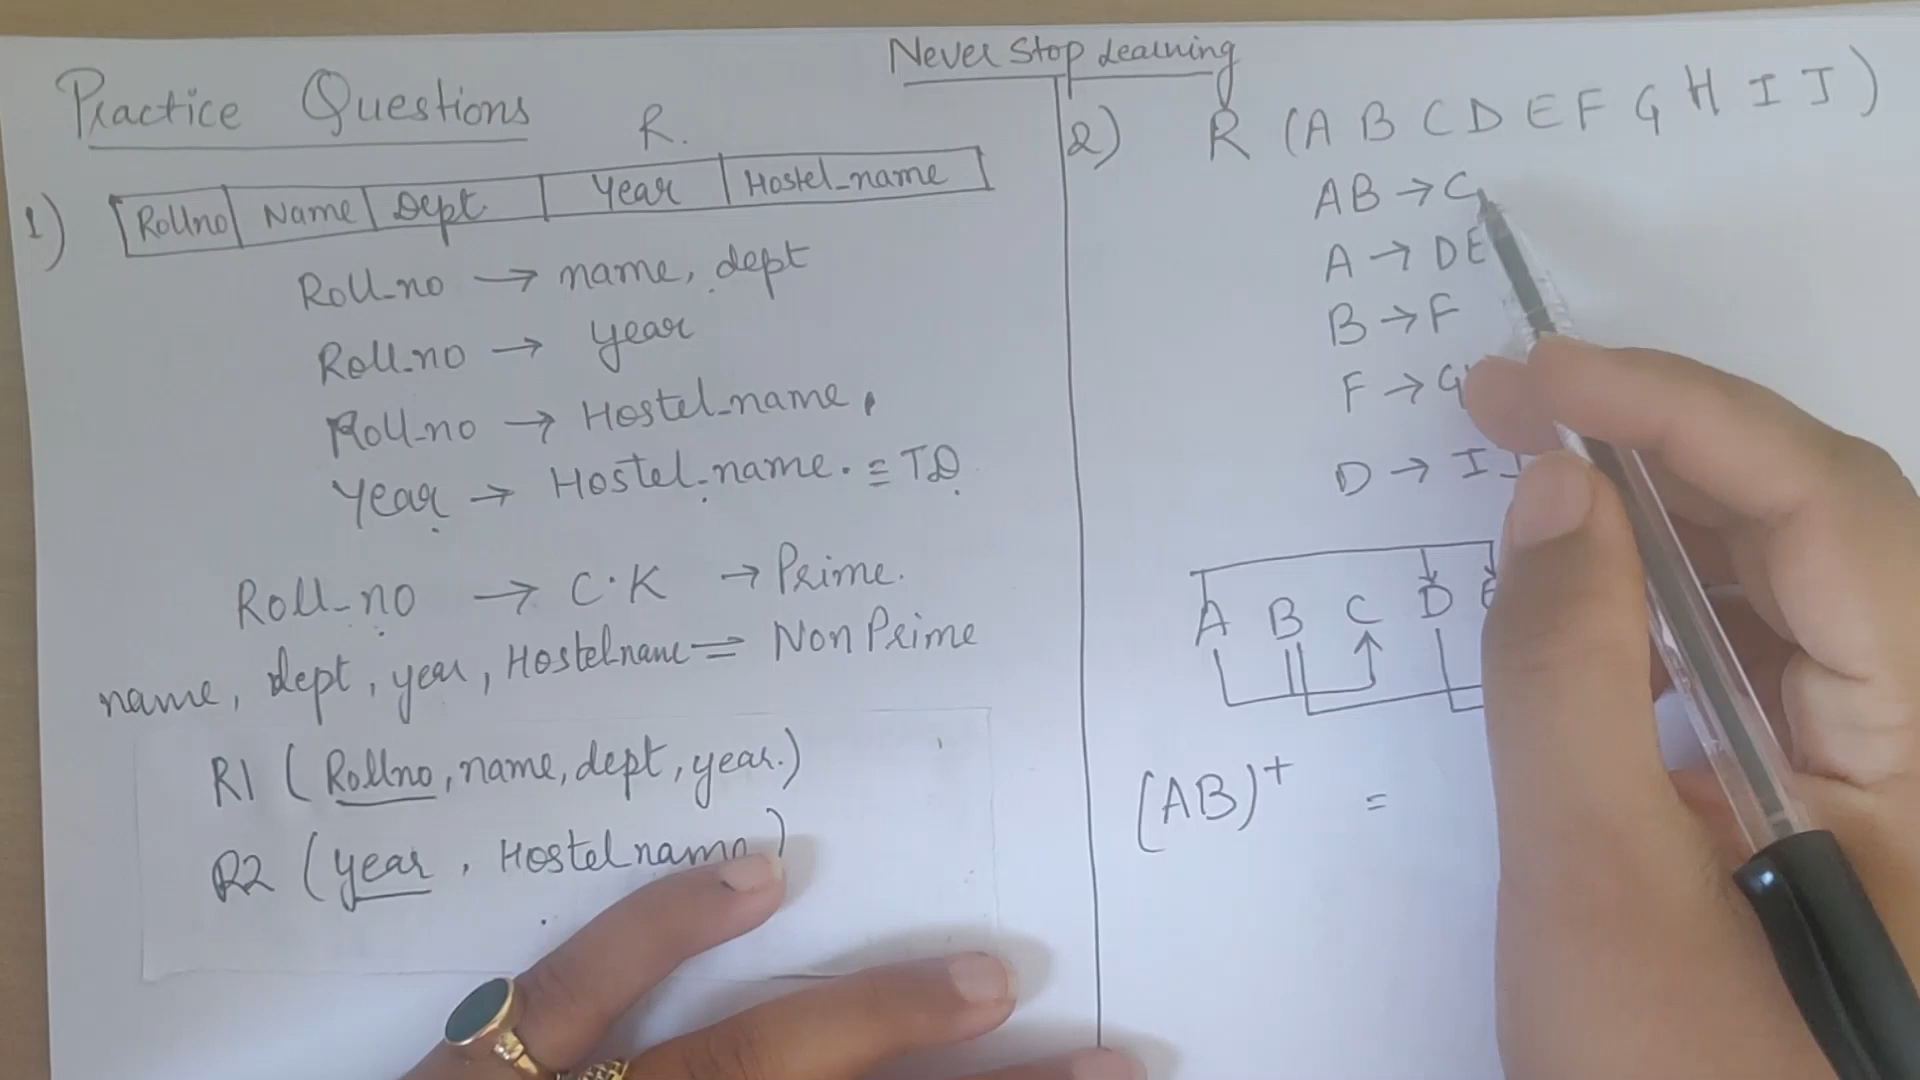 Never Stop Learning
Practice Questions
R.
1) Rollno Name Dept. Year Hostel_name
Roll_no → name, dept
Roll_no → year
Roll_no → Hostel_name,
Year → Hostel_name. = TD
Roll_no → C.K → Prime.
name, dept, year, Hostelname = Non Prime
R1 (Rollno, name, dept, year.)
R2 (year, Hostelname)
2) R (A B C D E F G H I J)
AB → C
A → DE
B → F
F → G
D → IJ
A B C D E
(AB)+ =